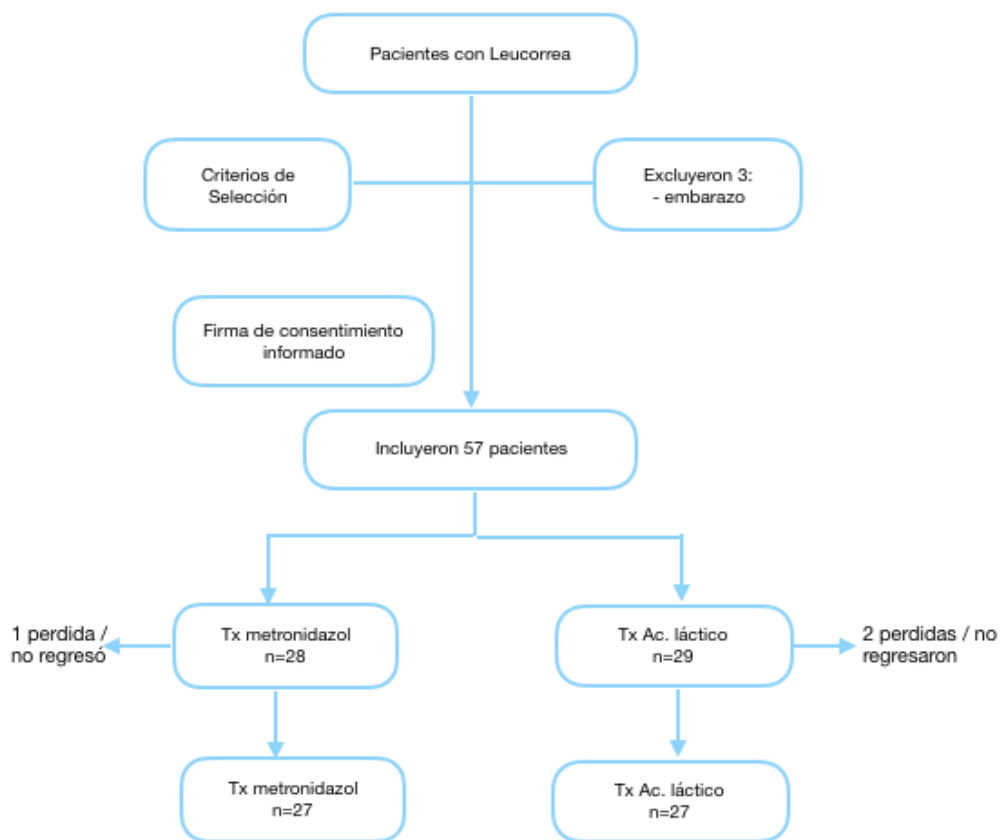 Pacientes con Leucorrea
Criterios de
Selección
Excluyeron 3:
- embarazo
Firma de consentimiento
informado
Incluyeron 57 pacientes
1 perdida /
no regresó
Tx metronidazol
n=28
Tx Ac. láctico
n=29
2 perdidas / no
regresaron
Tx metronidazol
n=27
Tx Ac. láctico
n=27